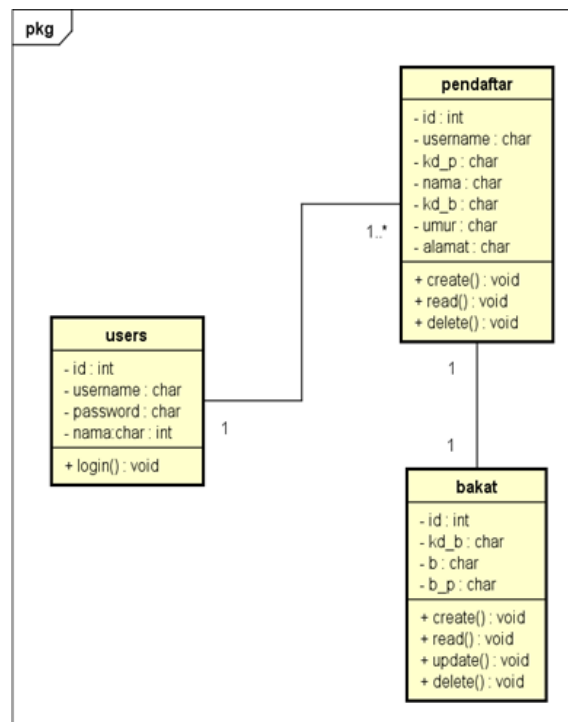 pkg
pendaftar
- id : int
- username : char
- kd_p : char
- nama : char
- kd_b : char
- umur : char
- alamat : char
+ create() : void
+ read() : void
+ delete() : void
1..*
users
- id : int
- username : char
- password : char
- nama:char : int
+ login() : void
1
1
1
bakat
- id : int
- kd_b : char
- b : char
- b_p : char
+ create() : void
+ read() : void
+ update() : void
+ delete() : void